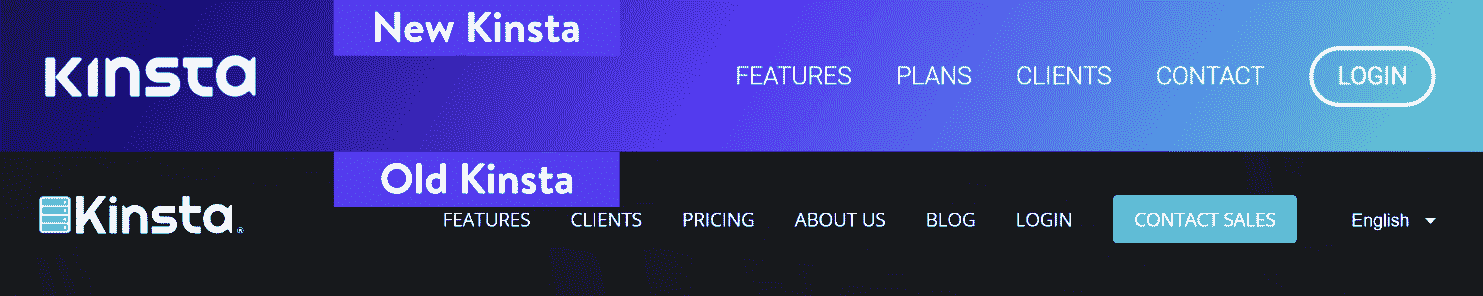 New Kinsta
KINSTA FEATURES PLANS CLIENTS CONTACT LOGIN
Old Kinsta
Kinsta® FEATURES CLIENTS PRICING ABOUT US BLOG LOGIN CONTACT SALES English